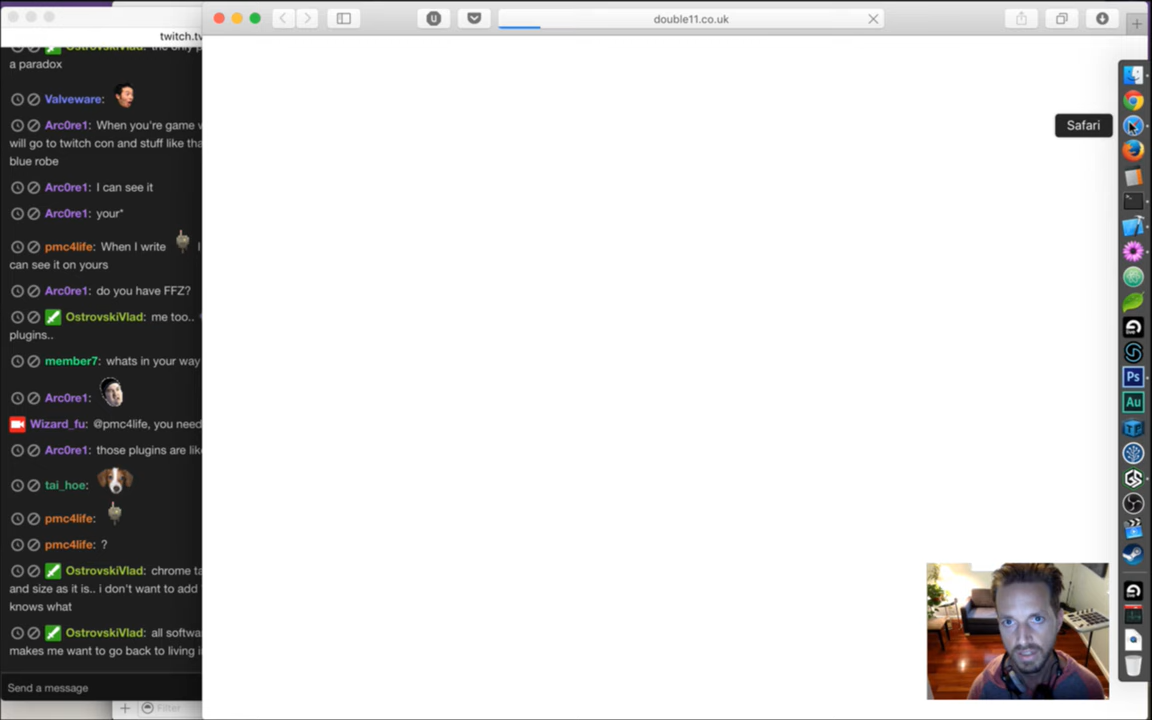 twitch.tv
double11.co.uk
the only p
a paradox
Valveware:
Arc0re1: When you're game w
will go to twitch con and stuff like tha
blue robe
Arc0re1: I can see it
Arc0re1: your*
pmc4life: When I write I
can see it on yours
Arc0re1: do you have FFZ?
OstrovskiVlad: me too..
plugins..
member7: whats in your way
Arc0re1:
Wizard_fu: @pmc4life, you need
Arc0re1: those plugins are lik
tai_hoe:
pmc4life:
pmc4life: ?
OstrovskiVlad: chrome ta
and size as it is.. i don't want to add
knows what
OstrovskiVlad: all softwa
makes me want to go back to living i
Send a message
Filter
Safari
Ps
Au